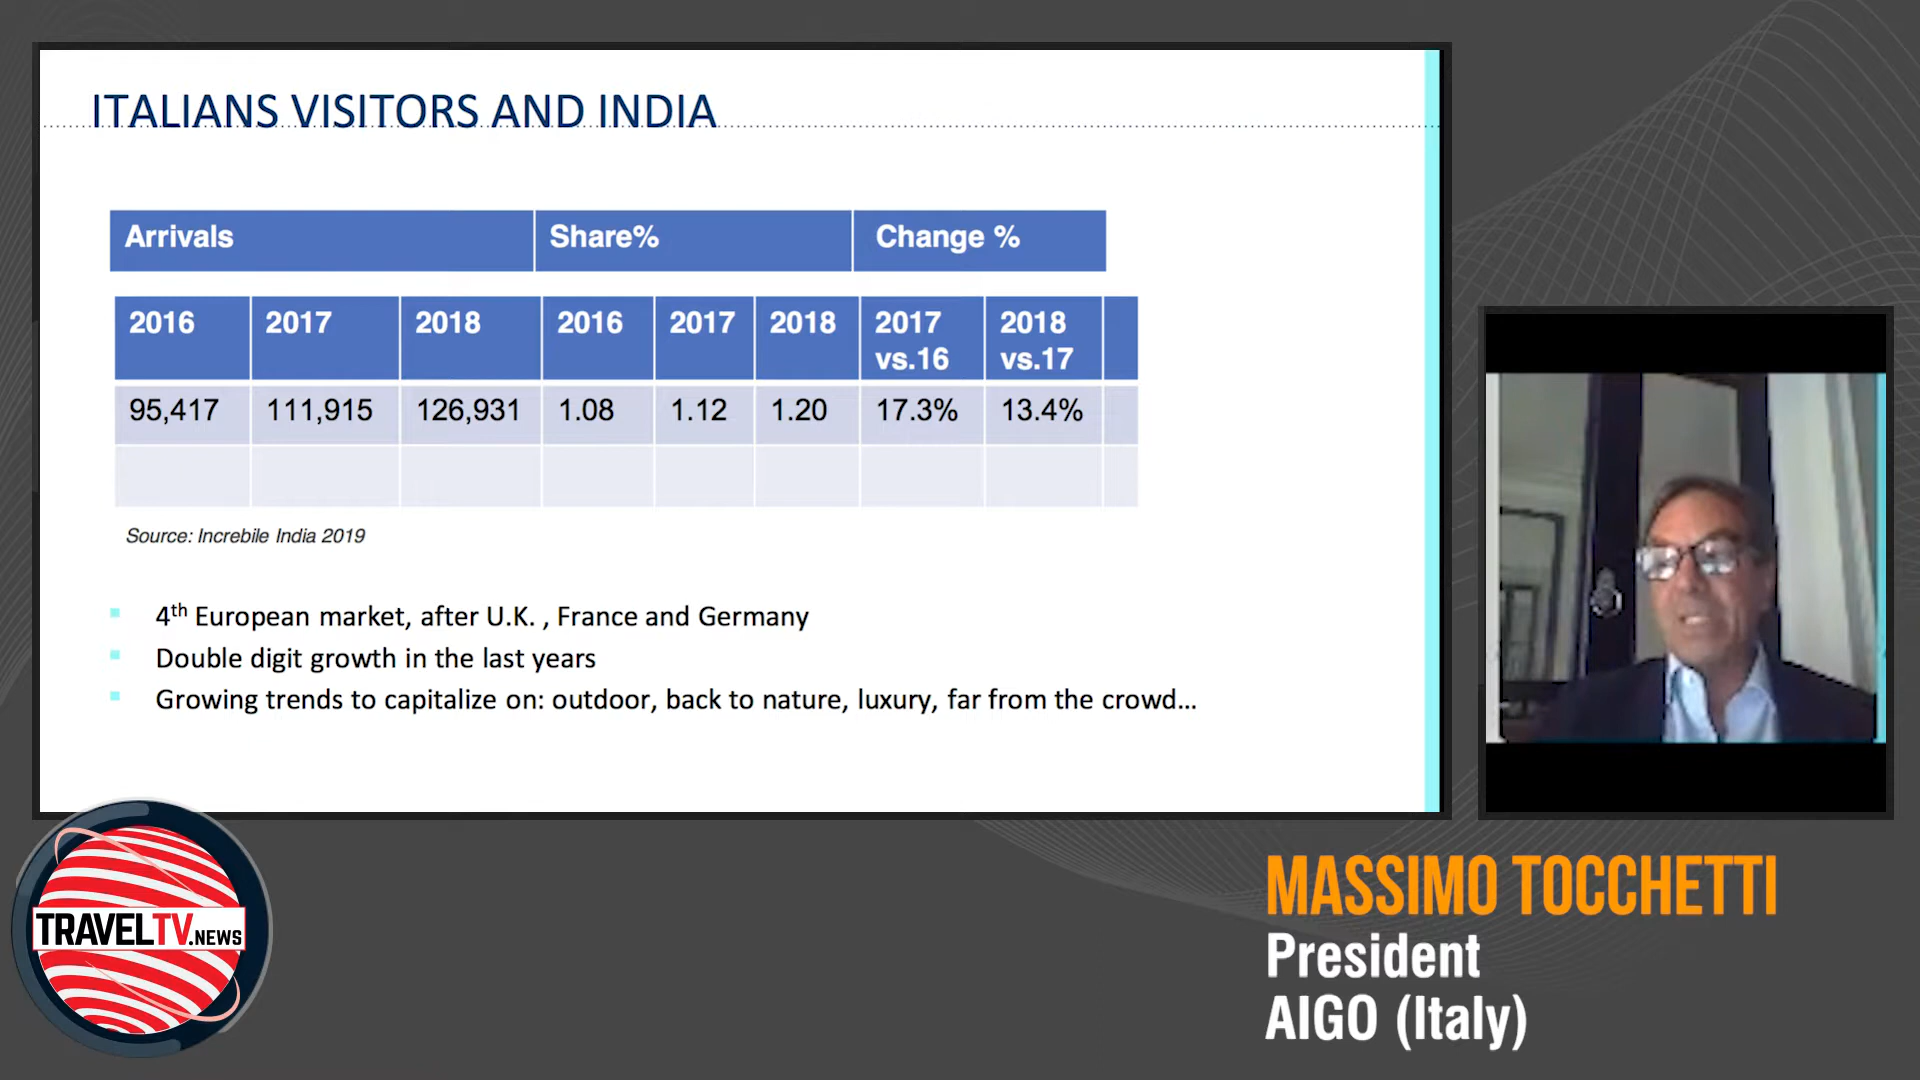 ITALIANS VISITORS AND INDIA
Arrivals Share% Change %
2016 2017 2018 2016 2017 2018 2017 vs.16 2018 vs.17
95,417 111,915 126,931 1.08 1.12 1.20 17.3% 13.4%
Source: Increbile India 2019
4th European market, after U.K. , France and Germany
Double digit growth in the last years
Growing trends to capitalize on: outdoor, back to nature, luxury, far from the crowd...
TRAVELTV.NEWS
MASSIMO TOCCHETTI
President
AIGO (Italy)